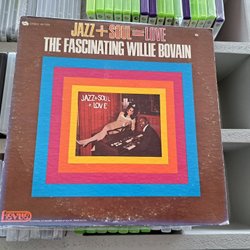 JAZZ+SOUL=LOVE
THE FASCINATING WILLIE BOVAIN
JAZZ+SOUL
=LOVE